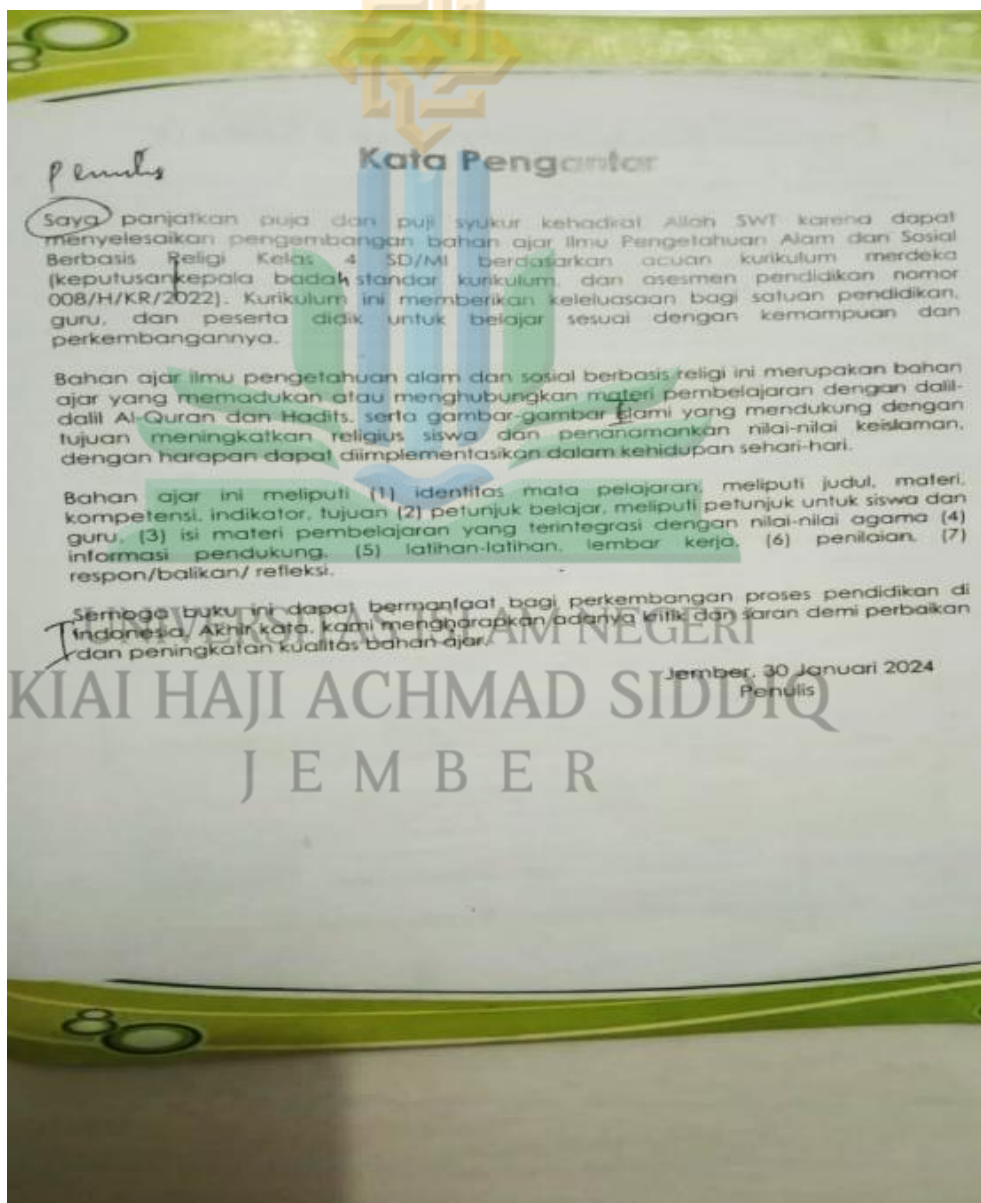 Kata Pengantar
Penulis
Saya panjatkan puja dan puji syukur kehadirat Allah SWT karena dapat
menyelesaikan pengembangan bahan ajar Ilmu Pengetahuan Alam dan Sosial
Berbasis Religi Kelas 4 SD/MI berdasarkan acuan kurikulum merdeka
(keputusankepala badah standar kurikulum, dan asesmen pendidikan nomor
008/H/KR/2022). Kurikulum ini memberikan keleluasaan bagi satuan pendidikan,
guru, dan peserta didik untuk belajar sesuai dengan kemampuan dan
perkembangannya.
Bahan ajar ilmu pengetahuan alam dan sosial berbasis religi ini merupakan bahan
ajar yang memadukan atau menghubungkan materi pembelajaran dengan dalil-
dalil Al-Quran dan Hadits, serta gambar-gambar Islami yang mendukung dengan
tujuan meningkatkan religius siswa dan penanamankan nilai-nilai keislaman,
dengan harapan dapat diimplementasikan dalam kehidupan sehari-hari.
Bahan ajar ini meliputi (1) identitas mata pelajaran, meliputi judul, materi,
kompetensi, indikator, tujuan (2) petunjuk belajar, meliputi petunjuk untuk siswa dan
guru, (3) isi materi pembelajaran yang terintegrasi dengan nilai-nilai agama (4)
informasi pendukung, (5) latihan-latihan, lembar kerja, (6) penilaian, (7)
respon/balikan/ refleksi.
Semoga buku ini dapat bermanfaat bagi perkembangan proses pendidikan di
Indonesia. Akhir kata, kami mengharapkan adanya kritik dan saran demi perbaikan
dan peningkatan kualitas bahan ajar.
Jember, 30 Januari 2024
Penulis
UNIVERSITAS ISLAM NEGERI
KIAI HAJI ACHMAD SIDDIQ
JEMBER